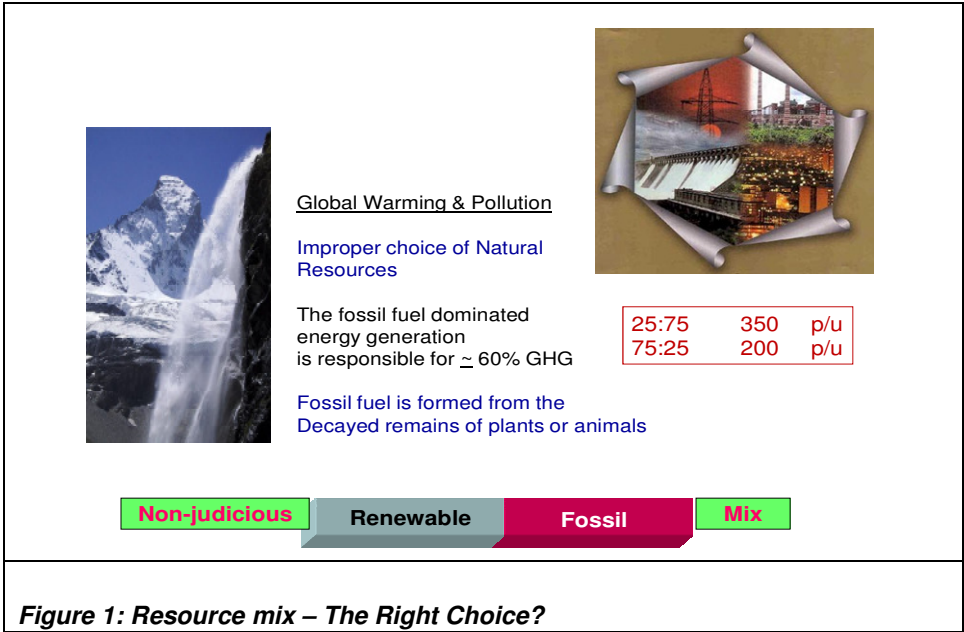 Global Warming & Pollution
Improper choice of Natural
Resources
The fossil fuel dominated
energy generation
is responsible for ~ 60% GHG
Fossil fuel is formed from the
Decayed remains of plants or animals
25:75 350 p/u
75:25 200 p/u
Non-judicious Renewable Fossil Mix
Figure 1: Resource mix – The Right Choice?